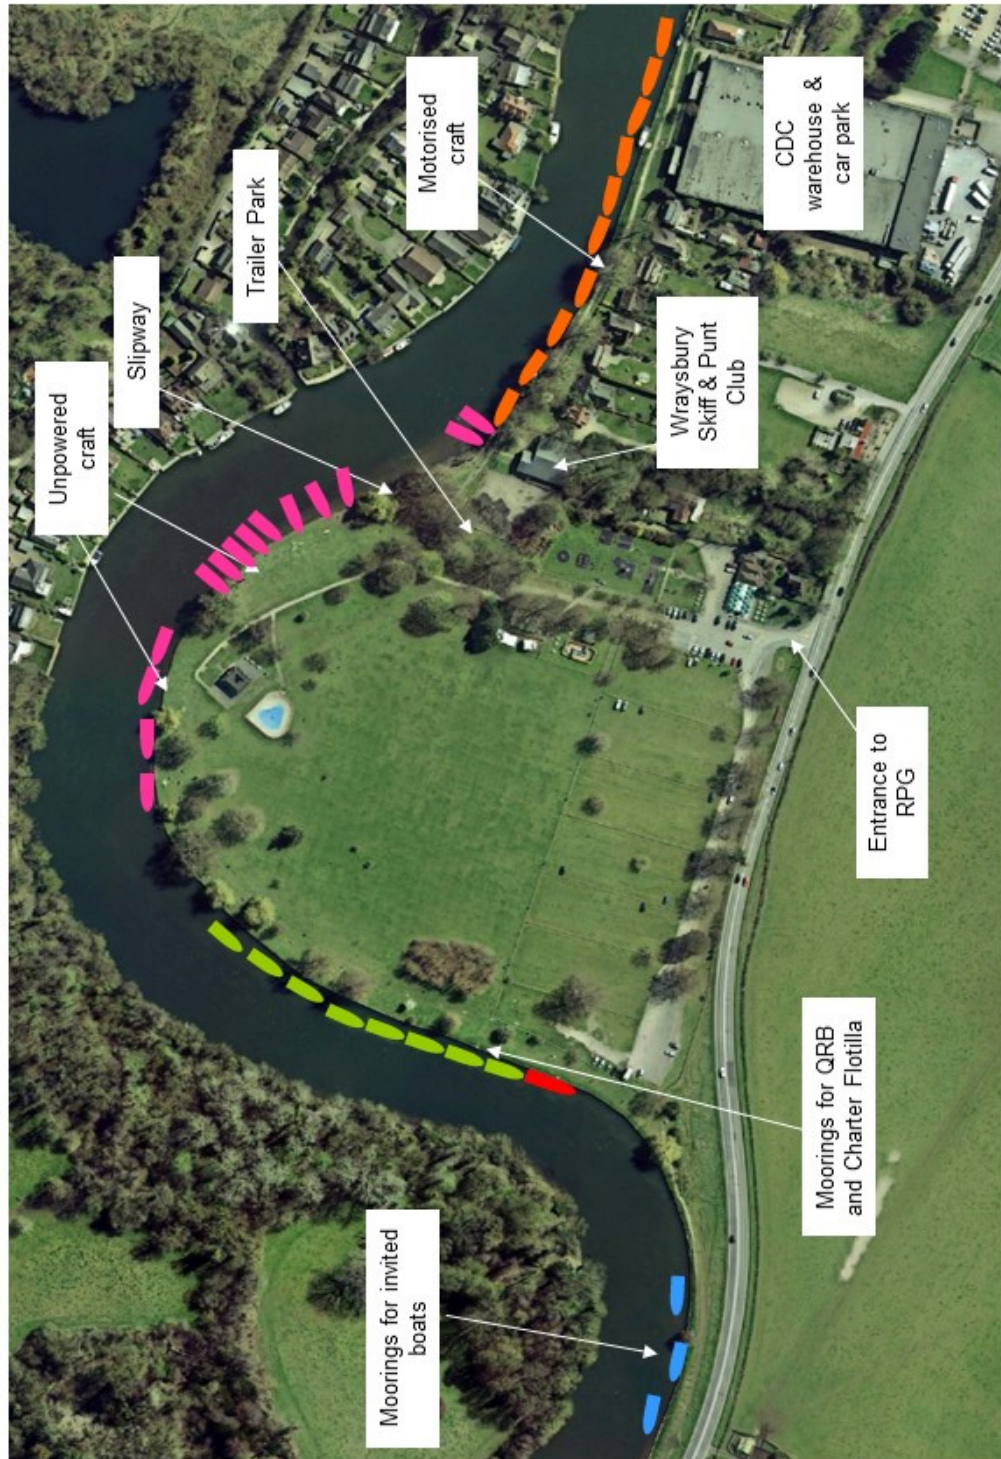 Unpowered
craft
Slipway
Trailer Park
Moorings for invited
boats
Motorised
craft
Wraysbury
Skiff & Punt
Club
CDC
warehouse &
car park
Moorings for QRB
and Charter Flotilla
Entrance to
RPG